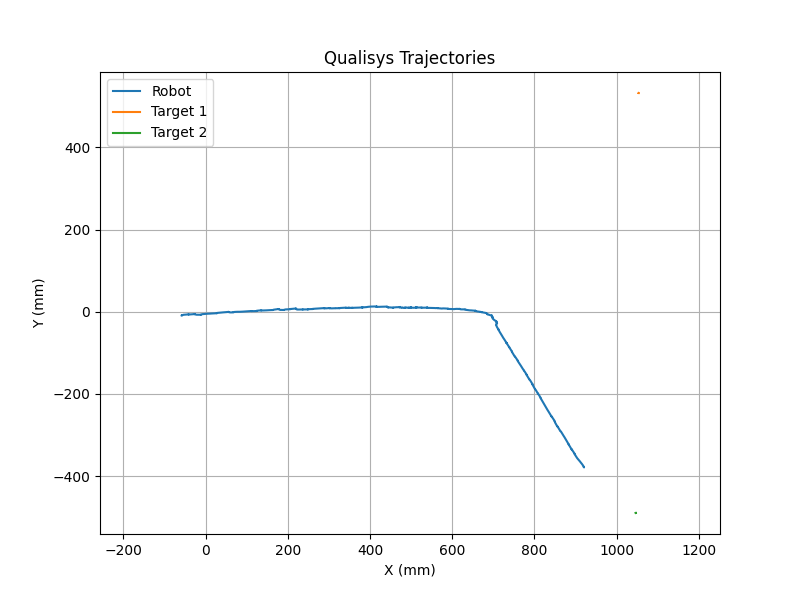 Qualisys Trajectories
Robot
Target 1
Target 2
400
200
0
−200
−400
Y (mm)
−200 0 200 400 600 800 1000 1200
X (mm)